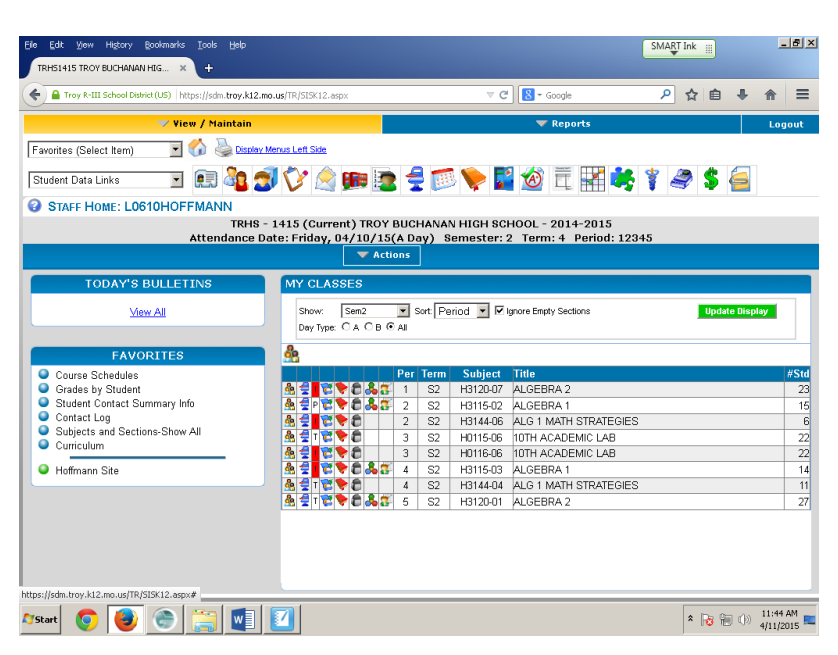 File Edit View History Bookmarks Tools Help
SMART Ink
TRHS1415 TROY BUCHANAN HIG... × +
Troy R-III School District (US) https://sdm.troy.k12.mo.us/TR/SISK12.aspx
8 Google
View / Maintain Reports Logout
Favorites (Select Item) Display Menus Left Side
Student Data Links
STAFF HOME: L0610HOFFMANN
TRHS - 1415 (Current) TROY BUCHANAN HIGH SCHOOL - 2014-2015
Attendance Date: Friday, 04/10/15(A Day) Semester: 2 Term: 4 Period: 12345
Actions
TODAY'S BULLETINS
View All
FAVORITES
Course Schedules
Grades by Student
Student Contact Summary Info
Contact Log
Subjects and Sections-Show All
Curriculum
Hoffmann Site
MY CLASSES
Show: Sem2 Sort: Period Ignore Empty Sections Update Display
Day Type: A B All
Per Term Subject Title #Std
I 1 S2 H3120-07 ALGEBRA 2 23
P 2 S2 H3115-02 ALGEBRA 1 15
I 2 S2 H3144-06 ALG 1 MATH STRATEGIES 6
T 3 S2 H0115-06 10TH ACADEMIC LAB 22
I 3 S2 H0116-06 10TH ACADEMIC LAB 22
I 4 S2 H3115-03 ALGEBRA 1 14
T 4 S2 H3144-04 ALG 1 MATH STRATEGIES 11
T 5 S2 H3120-01 ALGEBRA 2 27
https://sdm.troy.k12.mo.us/TR/SISK12.aspx#
Start
11:44 AM
4/11/2015